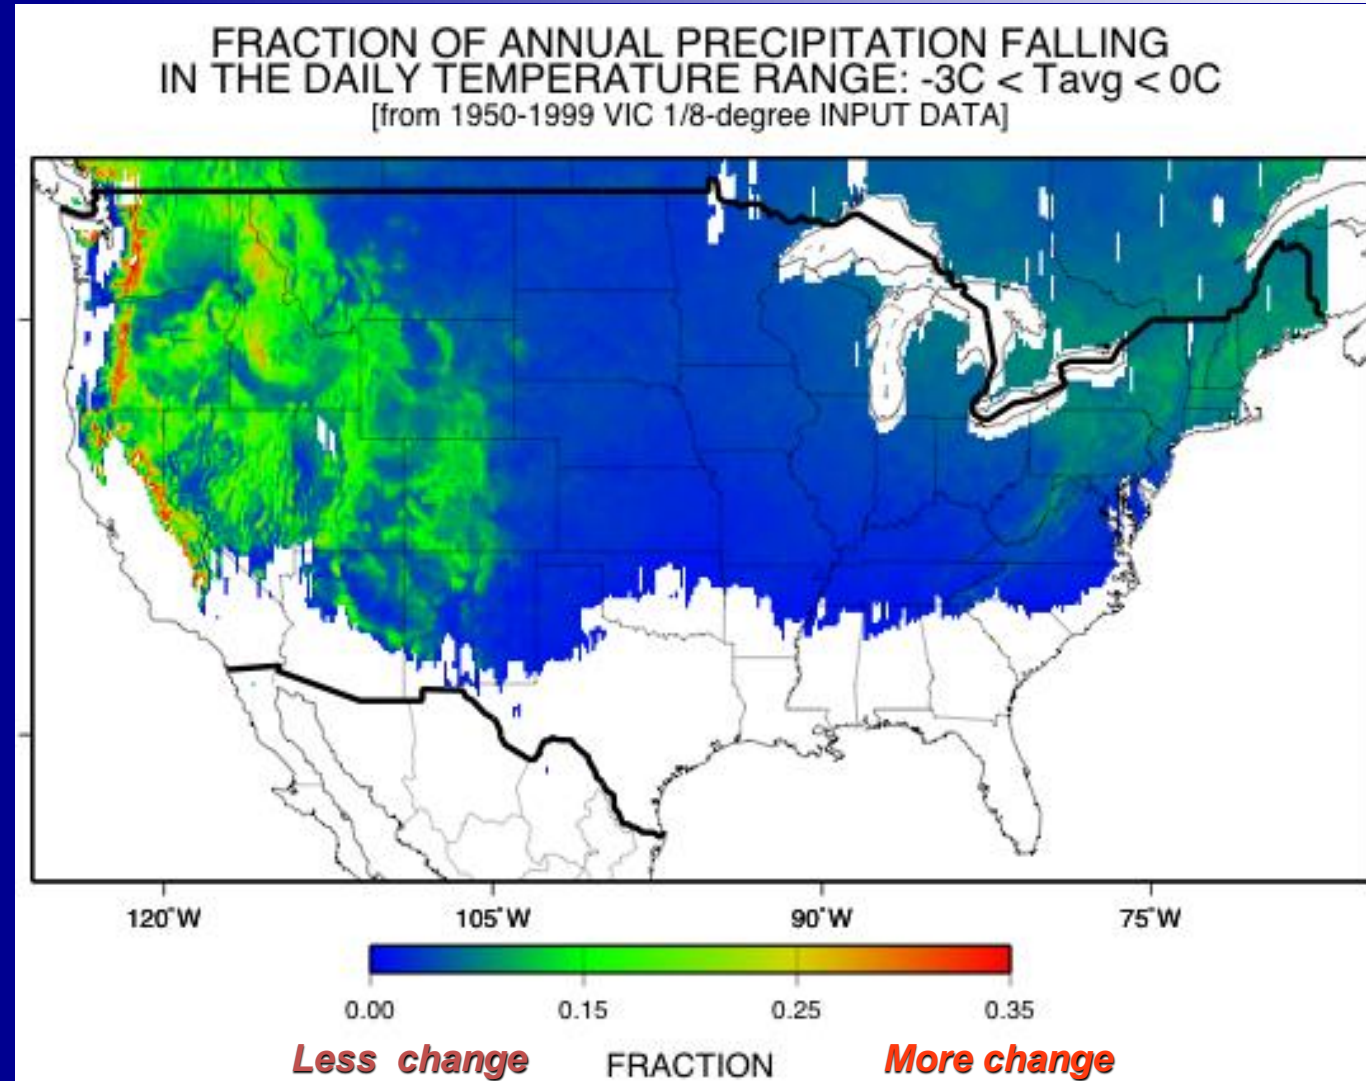 FRACTION OF ANNUAL PRECIPITATION FALLING
IN THE DAILY TEMPERATURE RANGE: -3C < Tavg < 0C
[from 1950-1999 VIC 1/8-degree INPUT DATA]
120°W 105°W 90°W 75°W
0.00 0.15 0.25 0.35
Less change FRACTION More change